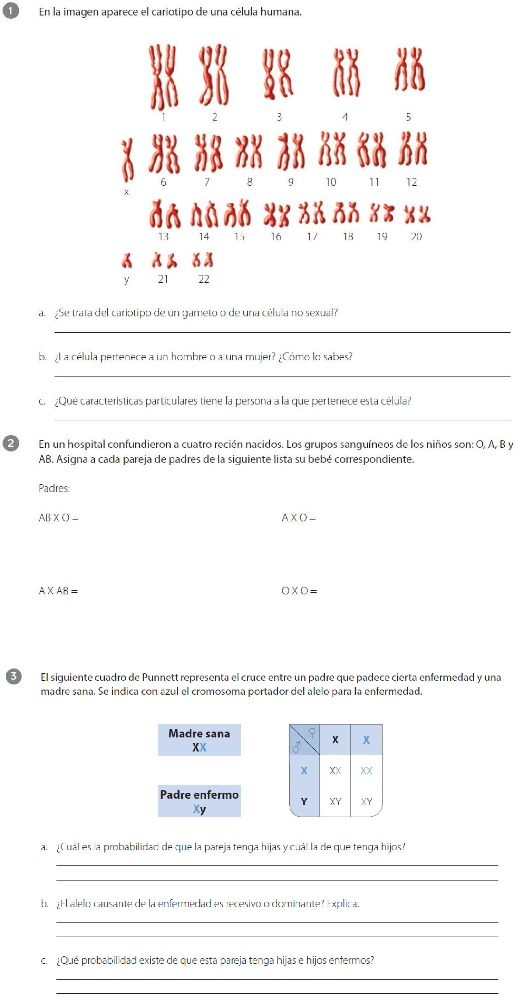 1 En la imagen aparece el cariotipo de una célula humana.
1 2 3 4 5
x 6 7 8 9 10 11 12
13 14 15 16 17 18 19 20
y 21 22
a. ¿Se trata del cariotipo de un gameto o de una célula no sexual?
b. ¿La célula pertenece a un hombre o a una mujer? ¿Cómo lo sabes?
c. ¿Qué características particulares tiene la persona a la que pertenece esta célula?
2 En un hospital confundieron a cuatro recién nacidos. Los grupos sanguíneos de los niños son: O, A, B y
AB. Asigna a cada pareja de padres de la siguiente lista su bebé correspondiente.
Padres:
AB X O = A X O =
A X AB = O X O =
3 El siguiente cuadro de Punnett representa el cruce entre un padre que padece cierta enfermedad y una
madre sana. Se indica con azul el cromosoma portador del alelo para la enfermedad.
Madre sana
XX
Padre enfermo
Xy
♀ ♂ X X
X XX XX
Y XY XY
a. ¿Cuál es la probabilidad de que la pareja tenga hijas y cuál la de que tenga hijos?
b. ¿El alelo causante de la enfermedad es recesivo o dominante? Explica.
c. ¿Qué probabilidad existe de que esta pareja tenga hijas e hijos enfermos?